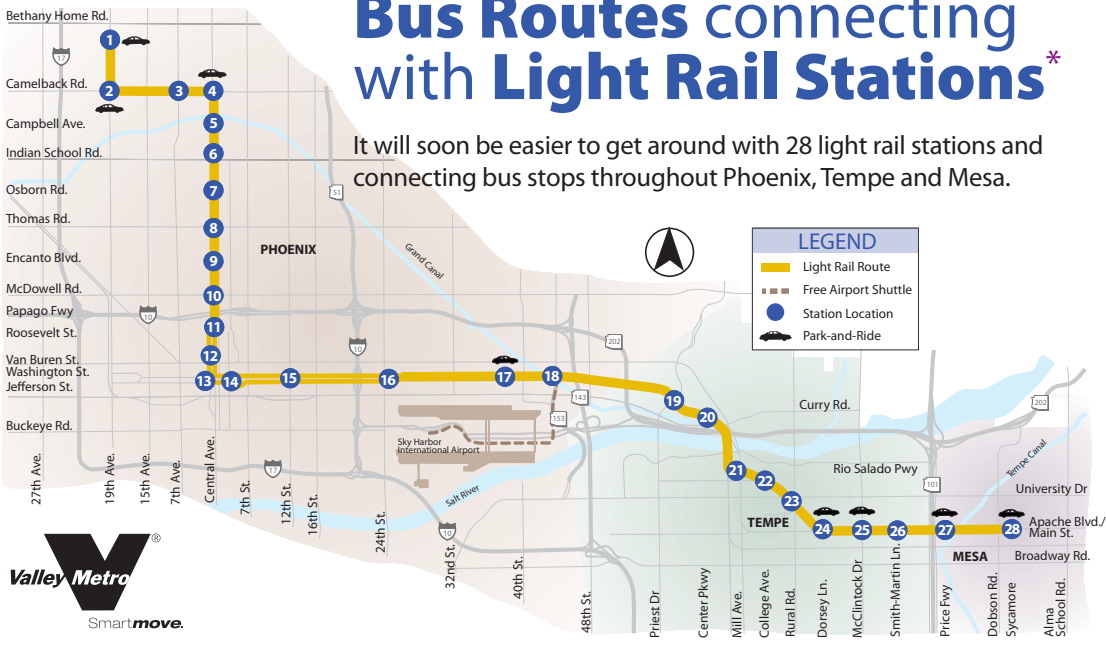 Bus Routes connecting
with Light Rail Stations*
It will soon be easier to get around with 28 light rail stations and
connecting bus stops throughout Phoenix, Tempe and Mesa.
LEGEND
Light Rail Route
Free Airport Shuttle
Station Location
Park-and-Ride
Bethany Home Rd.
Camelback Rd.
Campbell Ave.
Indian School Rd.
Osborn Rd.
Thomas Rd.
Encanto Blvd.
McDowell Rd.
Papago Fwy
Roosevelt St.
Van Buren St.
Washington St.
Jefferson St.
Buckeye Rd.
1
2
3
4
5
6
7
8
9
10
11
12
13
14
15
16
17
18
19
20
21
22
23
24
25
26
27
28
17
51
10
10
202
143
153
17
10
101
202
PHOENIX
Grand Canal
Sky Harbor
International Airport
Salt River
Curry Rd.
Rio Salado Pwy
Tempe Canal
University Dr
TEMPE
Apache Blvd./
Main St.
MESA
Broadway Rd.
27th Ave.
19th Ave.
15th Ave.
7th Ave.
Central Ave.
7th St.
12th St.
16th St.
24th St.
32nd St.
40th St.
48th St.
Priest Dr
Center Pkwy
Mill Ave.
College Ave.
Rural Rd.
Dorsey Ln.
McClintock Dr
Smith-Martin Ln.
Price Fwy
Dobson Rd.
Sycamore
Alma
School Rd.
Valley Metro
®
Smartmove.